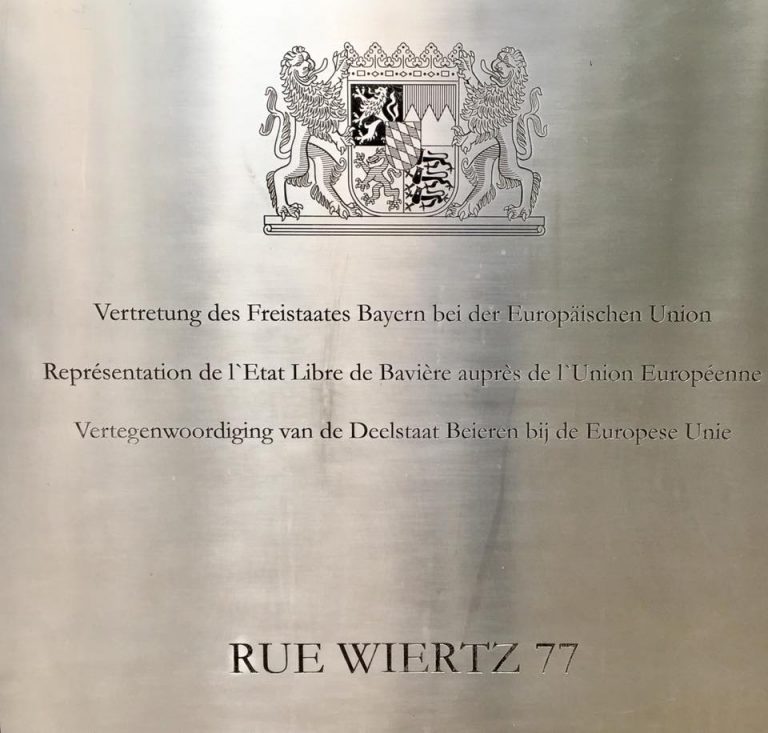 Vertretung des Freistaates Bayern bei der Europäischen Union
Représentation de l`Etat Libre de Bavière auprès de l`Union Européenne
Vertegenwoordiging van de Deelstaat Beieren bij de Europese Unie
RUE WIERTZ 77